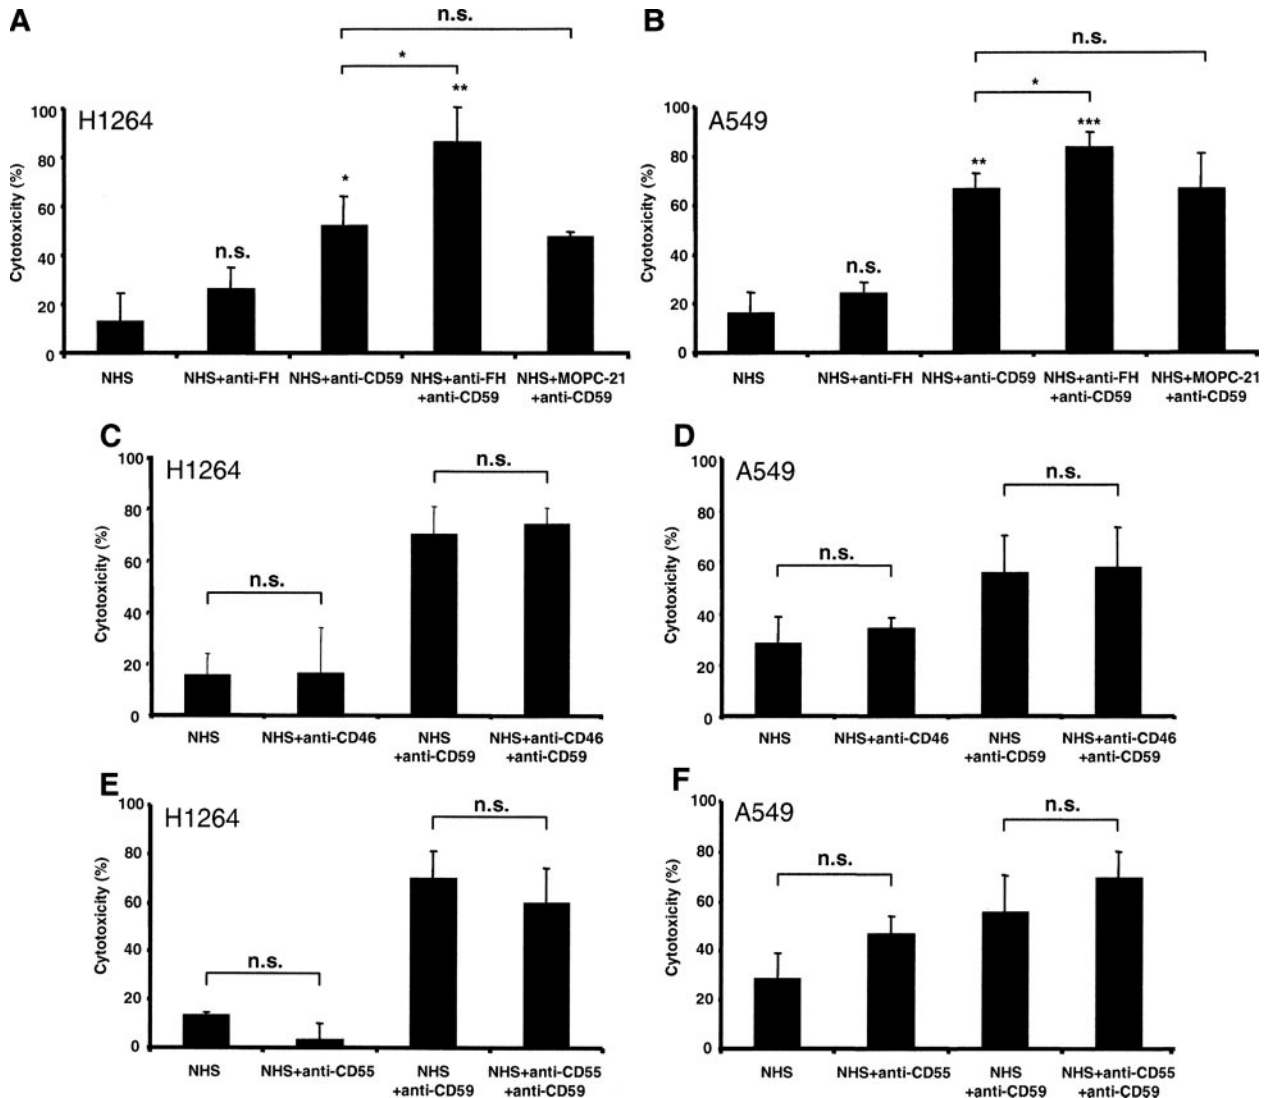 A
n.s.
*
**
H1264
100
80
60
40
20
0
Cytotoxicity (%)
n.s.
*
NHS
NHS+anti-FH
NHS+anti-CD59
NHS+anti-FH
+anti-CD59
NHS+MOPC-21
+anti-CD59
B
n.s.
*
***
**
A549
100
80
60
40
20
0
Cytotoxicity (%)
n.s.
NHS
NHS+anti-FH
NHS+anti-CD59
NHS+anti-FH
+anti-CD59
NHS+MOPC-21
+anti-CD59
C
H1264
100
80
60
40
20
0
Cytotoxicity (%)
n.s.
n.s.
NHS
NHS+anti-CD46
NHS
+anti-CD59
NHS+anti-CD46
+anti-CD59
D
A549
100
80
60
40
20
0
Cytotoxicity (%)
n.s.
n.s.
NHS
NHS+anti-CD46
NHS
+anti-CD59
NHS+anti-CD46
+anti-CD59
E
H1264
100
80
60
40
20
0
Cytotoxicity (%)
n.s.
n.s.
NHS
NHS+anti-CD55
NHS
+anti-CD59
NHS+anti-CD55
+anti-CD59
F
A549
100
80
60
40
20
0
Cytotoxicity (%)
n.s.
n.s.
NHS
NHS+anti-CD55
NHS
+anti-CD59
NHS+anti-CD55
+anti-CD59